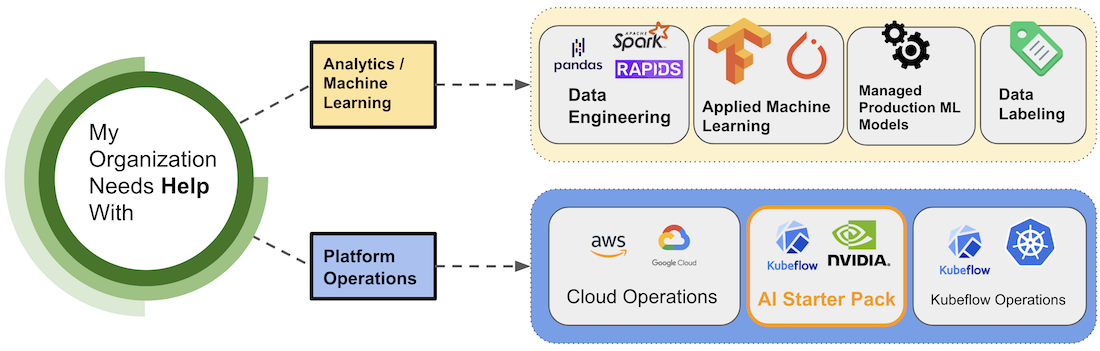 My
Organization
Needs Help
With
Analytics /
Machine
Learning
pandas
APACHE
Spark
RAPIDS
Data
Engineering
Applied Machine
Learning
Managed
Production ML
Models
Data
Labeling
Platform
Operations
aws
Google Cloud
Cloud Operations
Kubeflow
NVIDIA®
AI Starter Pack
Kubeflow
Kubeflow Operations